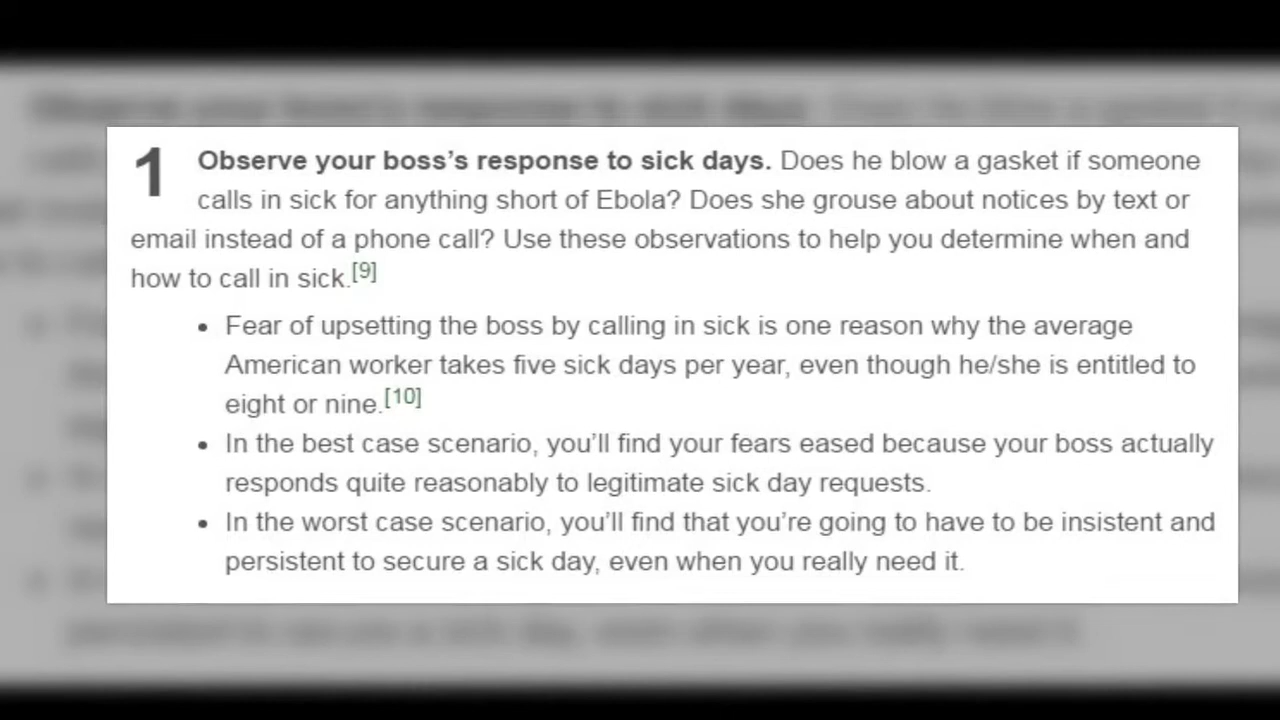 1 Observe your boss's response to sick days. Does he blow a gasket if someone
calls in sick for anything short of Ebola? Does she grouse about notices by text or
email instead of a phone call? Use these observations to help you determine when and
how to call in sick.[9]
• Fear of upsetting the boss by calling in sick is one reason why the average
American worker takes five sick days per year, even though he/she is entitled to
eight or nine.[10]
• In the best case scenario, you'll find your fears eased because your boss actually
responds quite reasonably to legitimate sick day requests.
• In the worst case scenario, you'll find that you're going to have to be insistent and
persistent to secure a sick day, even when you really need it.